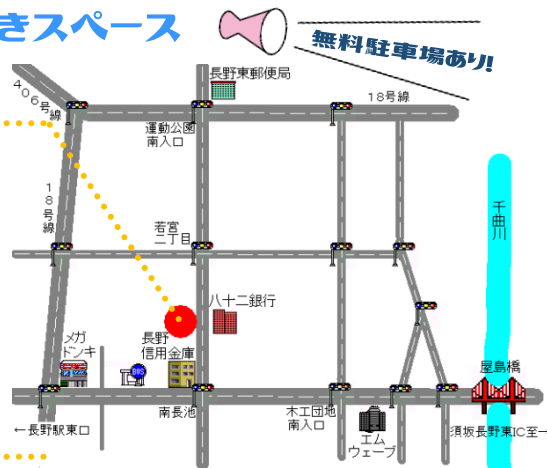 きスペース
無料駐車場あり!
長野東郵便局
406号線
18号線
運動公園
南入口
18号線
千曲川
若宮
二丁目
八十二銀行
メガ
ドンキ
長野
信用金庫
BUS
屋島橋
南長池
木工団地
南入口
←長野駅東口
エム
ウェーブ
須坂長野東IC至→